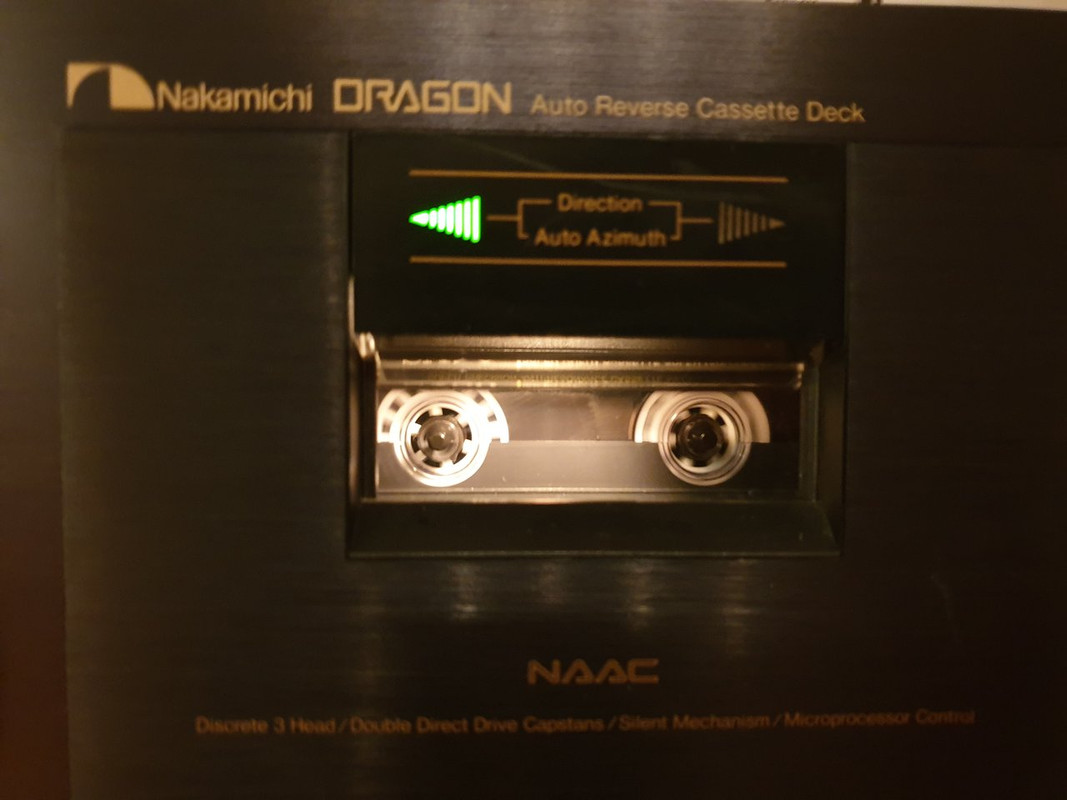 Nakamichi DRAGON Auto Reverse Cassette Deck
Direction
Auto Azimuth
NAAC
Discrete 3 Head / Double Direct Drive Capstans / Silent Mechanism / Microprocessor Control